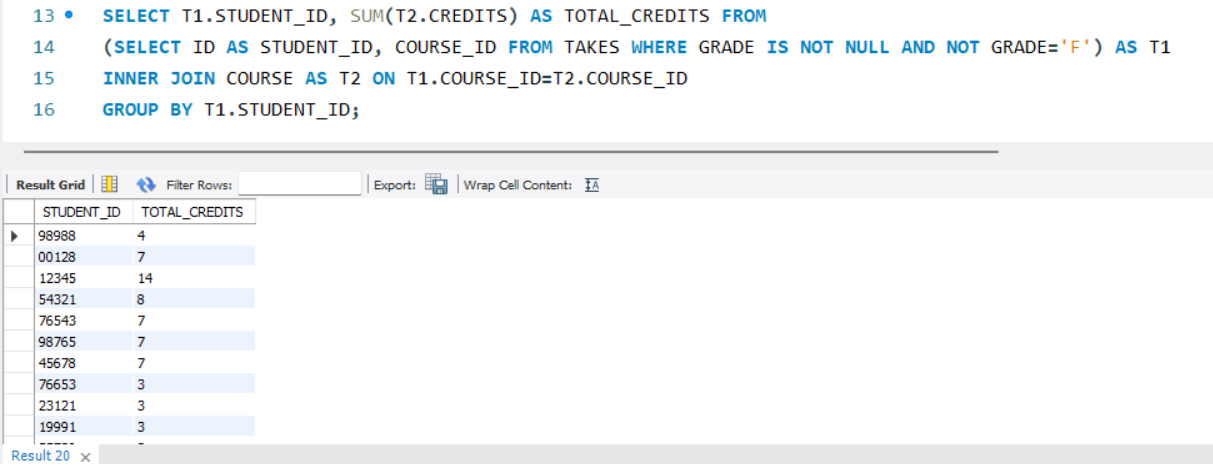 13 SELECT T1.STUDENT_ID, SUM(T2.CREDITS) AS TOTAL_CREDITS FROM
14 (SELECT ID AS STUDENT_ID, COURSE_ID FROM TAKES WHERE GRADE IS NOT NULL AND NOT GRADE='F') AS T1
15 INNER JOIN COURSE AS T2 ON T1.COURSE_ID=T2.COURSE_ID
16 GROUP BY T1.STUDENT_ID;
Result Grid Filter Rows: Export: Wrap Cell Content: IA
STUDENT_ID TOTAL_CREDITS
98988 4
00128 7
12345 14
54321 8
76543 7
98765 7
45678 7
76653 3
23121 3
19991 3
Result 20 ×